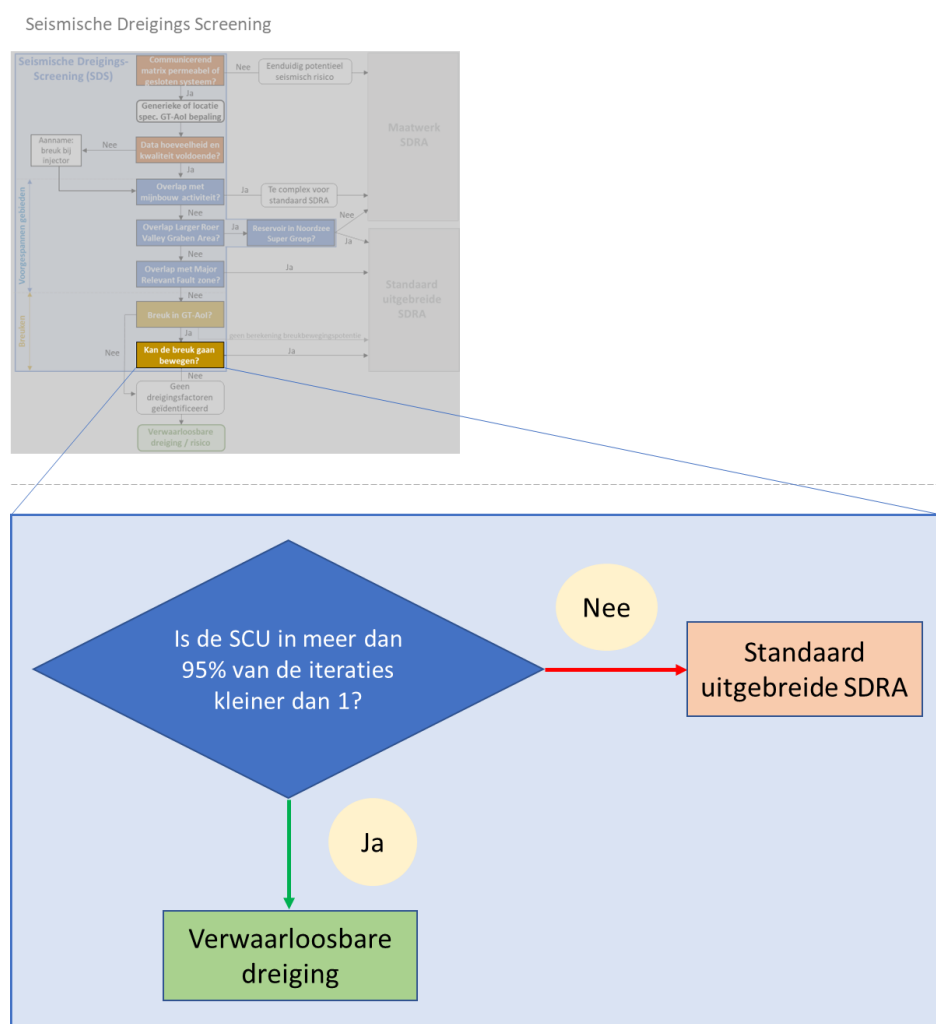 Seismische Dreigings Screening
Seismische Dreigings-
Screening (SDS)
Communicerend
matrix permeabel of
gesloten systeem?
Nee
Eenduidig potentieel
seismisch risico
Ja
Generieke of locatie
spec. GT-AoI bepaling
Maatwerk
SDRA
Aanname:
breuk bij
injector
Nee
Data hoeveelheid en
kwaliteit voldoende?
Ja
Overlap met
mijnbouw activiteit?
Ja
Te complex voor
standaard SDRA
Nee
Nee
Voorgespannen gebieden
Overlap Larger Roer
Valley Graben Area?
Ja
Reservoir in Noordzee
Super Groep?
Ja
Nee
Overlap met Major
Relevant Fault zone?
Ja
Standaard
uitgebreide
SDRA
Nee
Breuken
Breuk in GT-AoI?
Ja
Nee
Kan de breuk gaan
bewegen?
Ja
Nee
Geen
dreigingsfactoren
geïdentificeerd
Verwaarloosbare
dreiging / risico
Is de SCU in meer dan
95% van de iteraties
kleiner dan 1?
Nee
Standaard
uitgebreide SDRA
Ja
Verwaarloosbare
dreiging